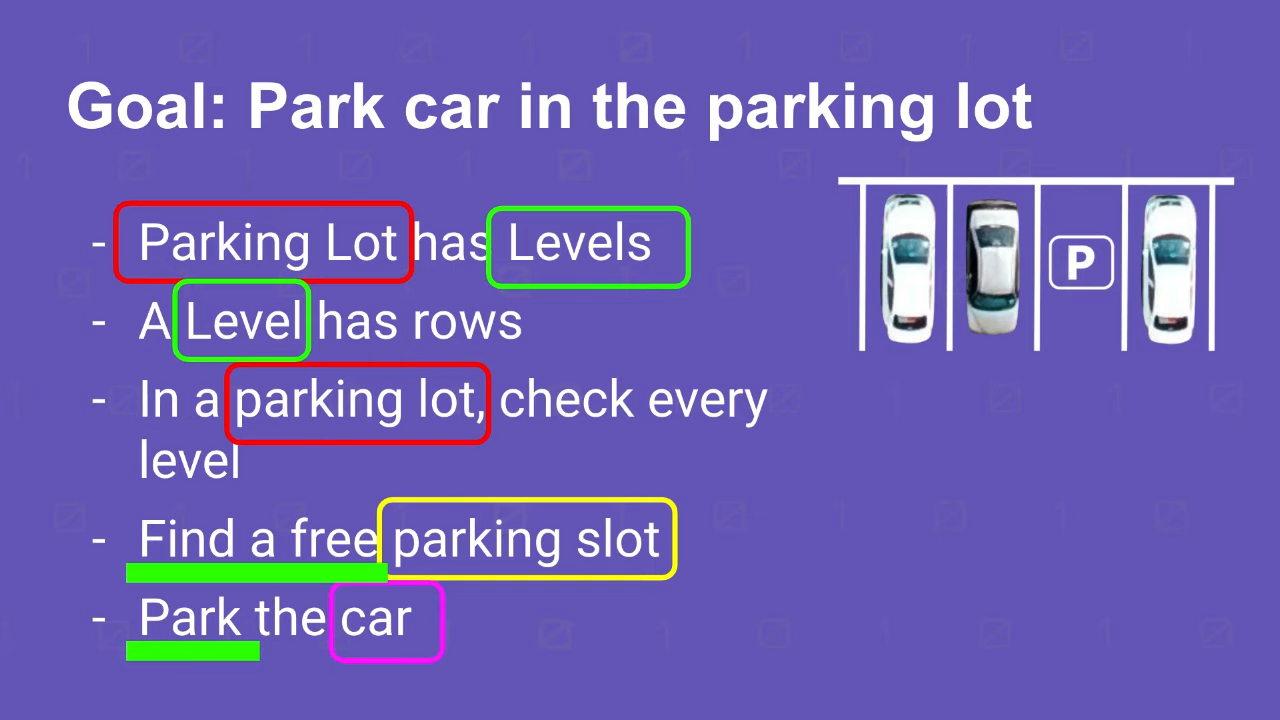 Goal: Park car in the parking lot
- Parking Lot has Levels
- A Level has rows
- In a parking lot, check every
level
- Find a free parking slot
- Park the car
P